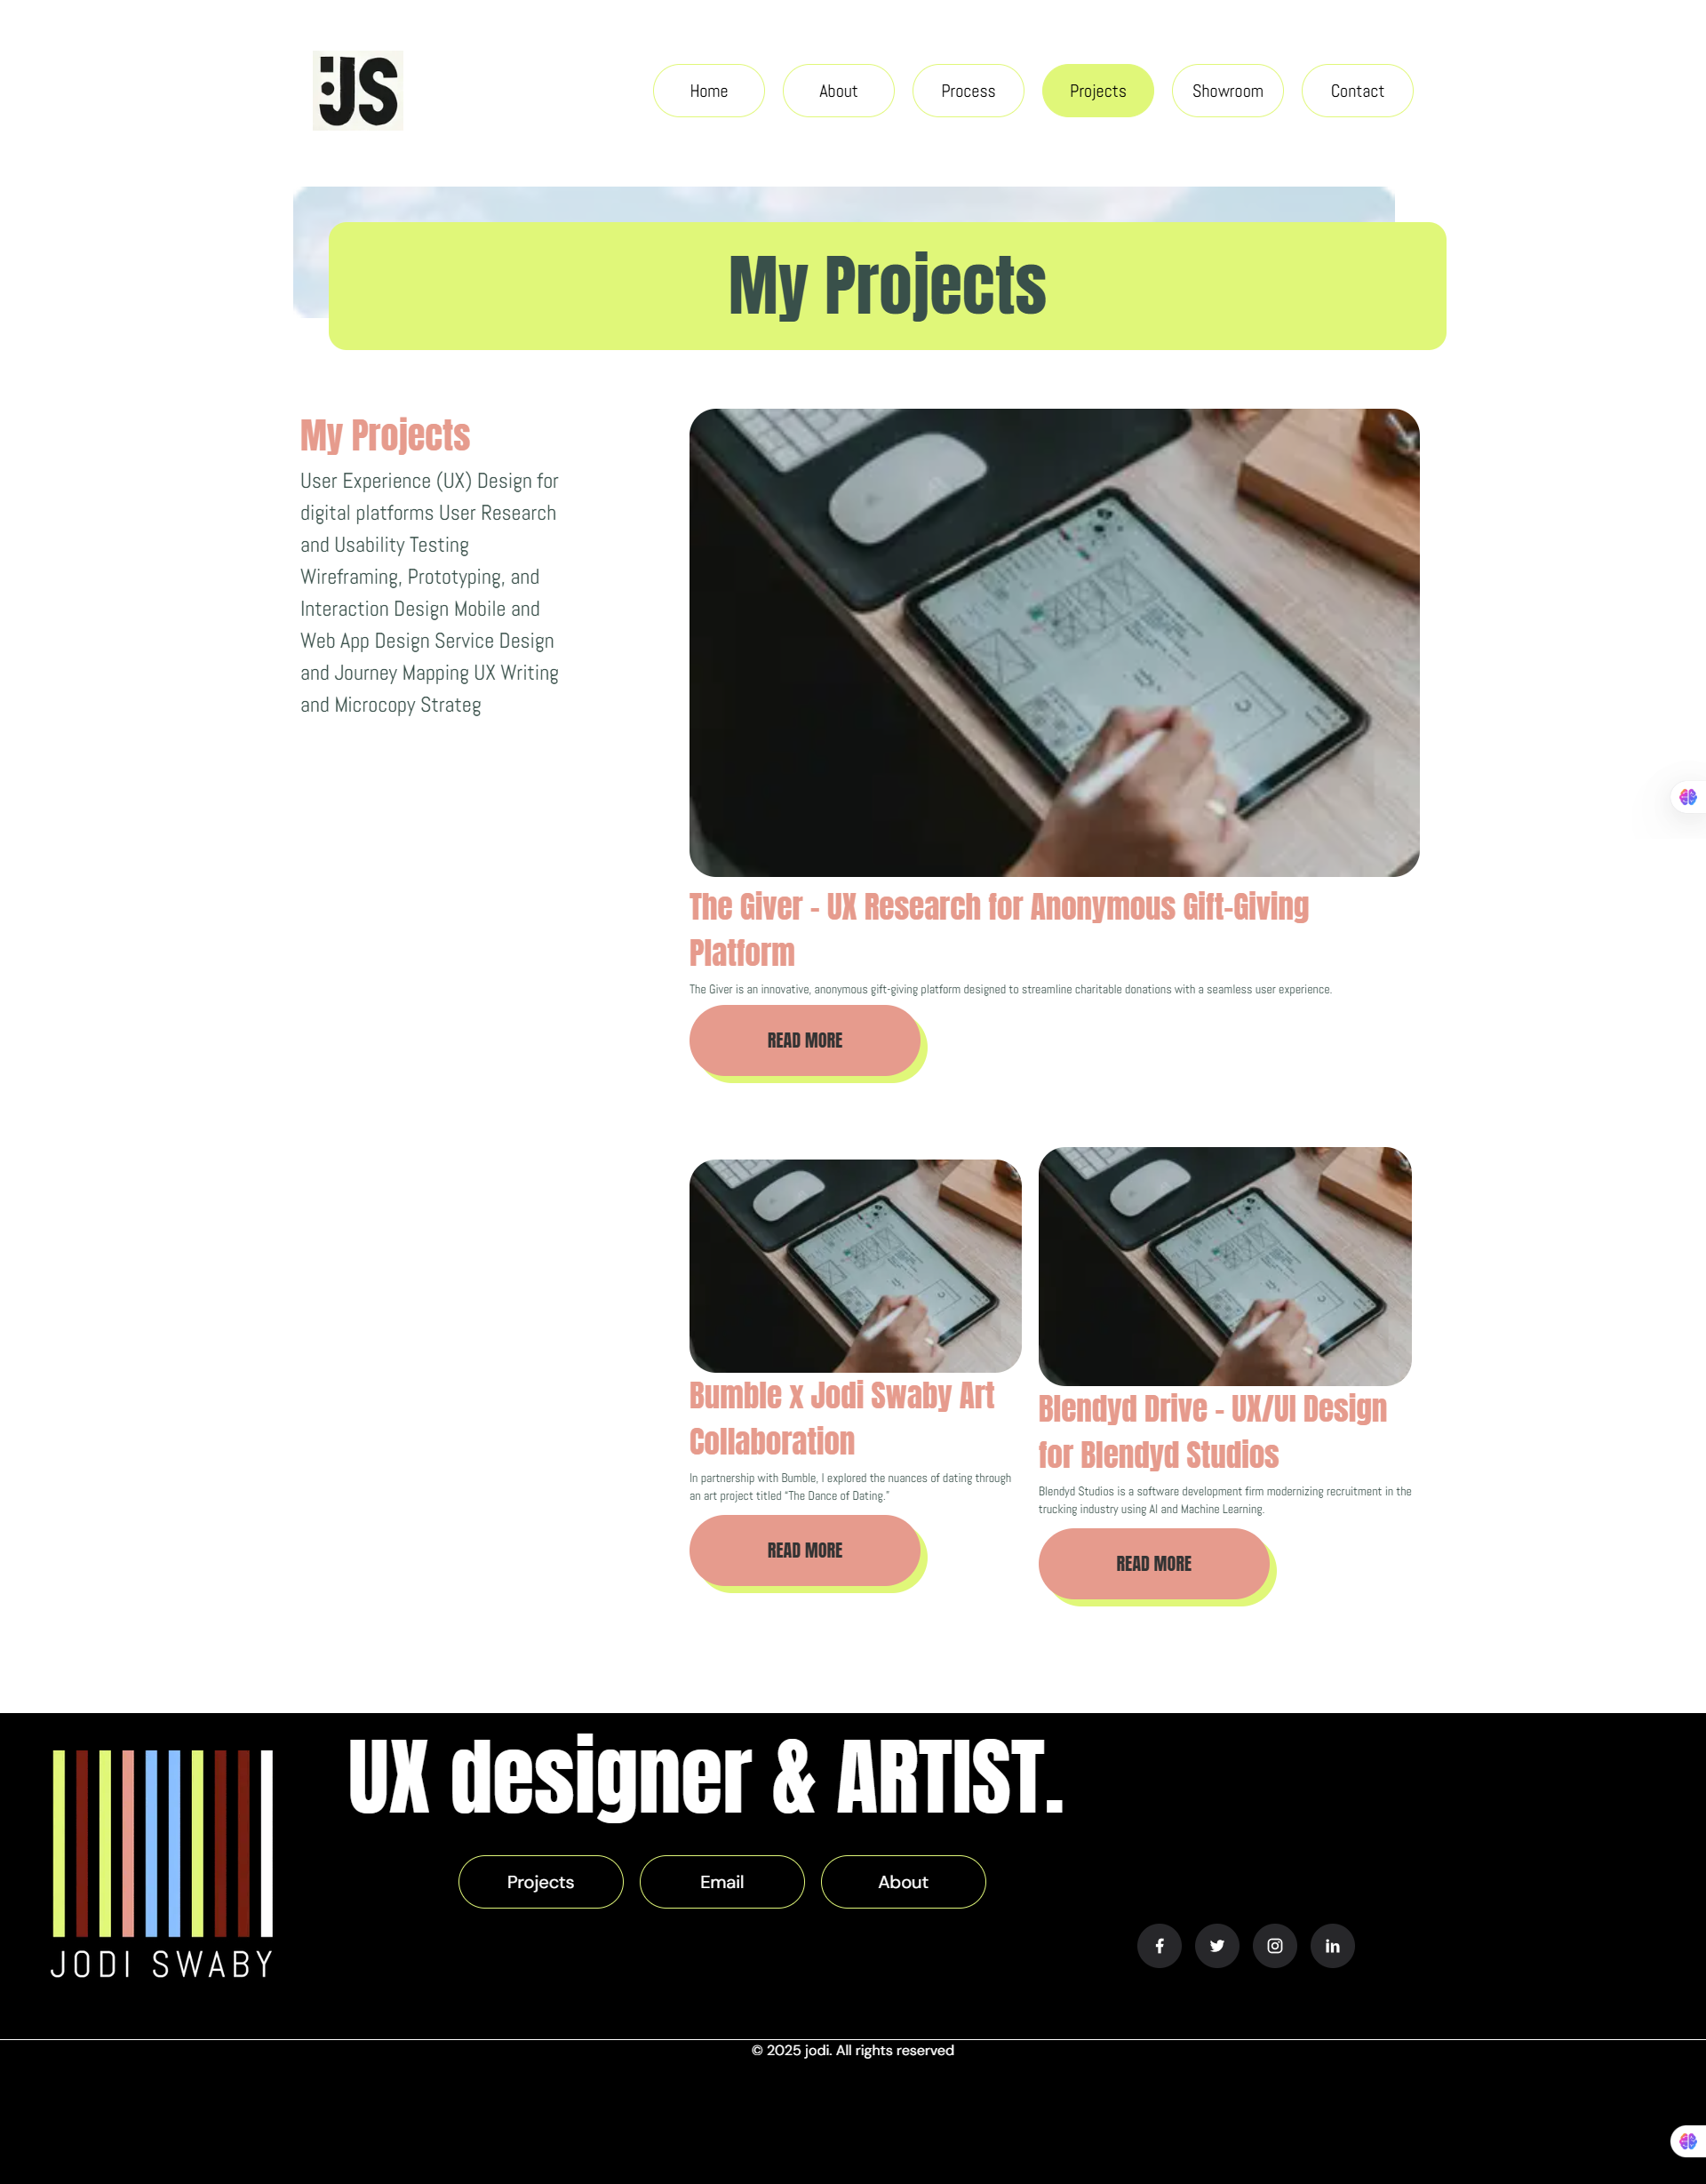 JS
Home
About
Process
Projects
Showroom
Contact
My Projects
My Projects
User Experience (UX) Design for
digital platforms User Research
and Usability Testing
Wireframing, Prototyping, and
Interaction Design Mobile and
Web App Design Service Design
and Journey Mapping UX Writing
and Microcopy Strateg
The Giver - UX Research for Anonymous Gift-Giving
Platform
The Giver is an innovative, anonymous gift-giving platform designed to streamline charitable donations with a seamless user experience.
READ MORE
Bumble x Jodi Swaby Art
Collaboration
In partnership with Bumble, I explored the nuances of dating through
an art project titled “The Dance of Dating.”
READ MORE
Blendyd Drive - UX/UI Design
for Blendyd Studios
Blendyd Studios is a software development firm modernizing recruitment in the
trucking industry using AI and Machine Learning.
READ MORE
JODI SWABY
UX designer & ARTIST.
Projects
Email
About
© 2025 jodi. All rights reserved